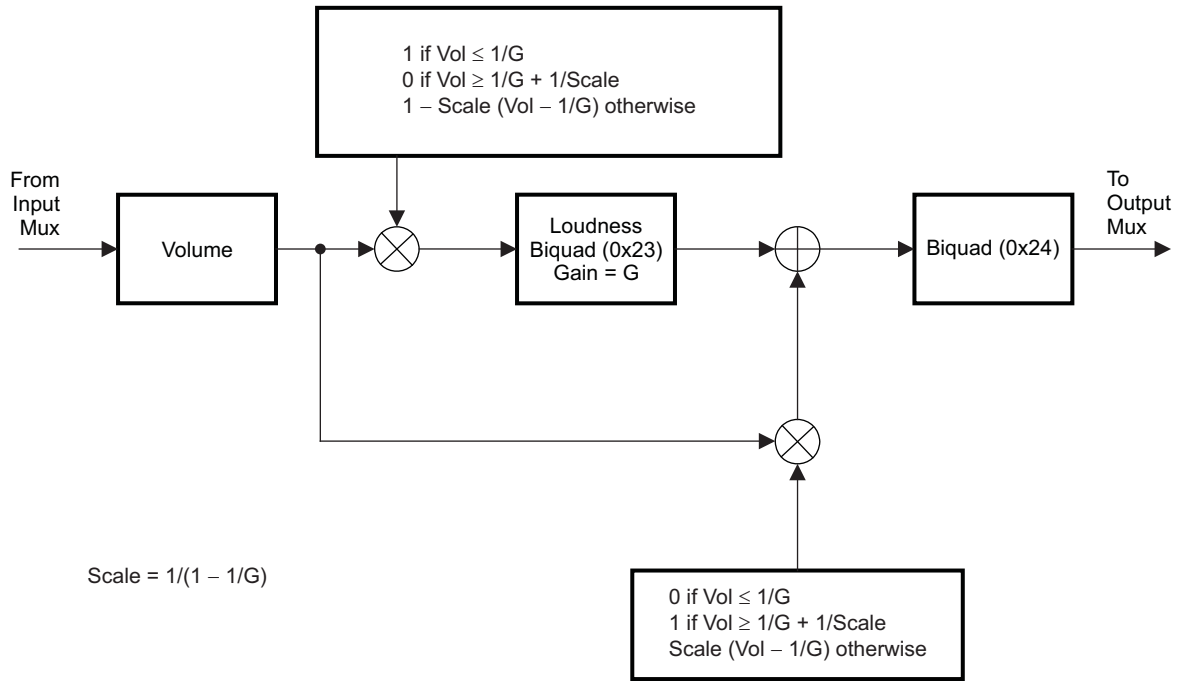 1 if Vol ≤ 1/G
0 if Vol ≥ 1/G + 1/Scale
1 – Scale (Vol – 1/G) otherwise
From
Input
Mux
Volume
Loudness
Biquad (0x23)
Gain = G
Biquad (0x24)
To
Output
Mux
Scale = 1/(1 – 1/G)
0 if Vol ≤ 1/G
1 if Vol ≥ 1/G + 1/Scale
Scale (Vol – 1/G) otherwise